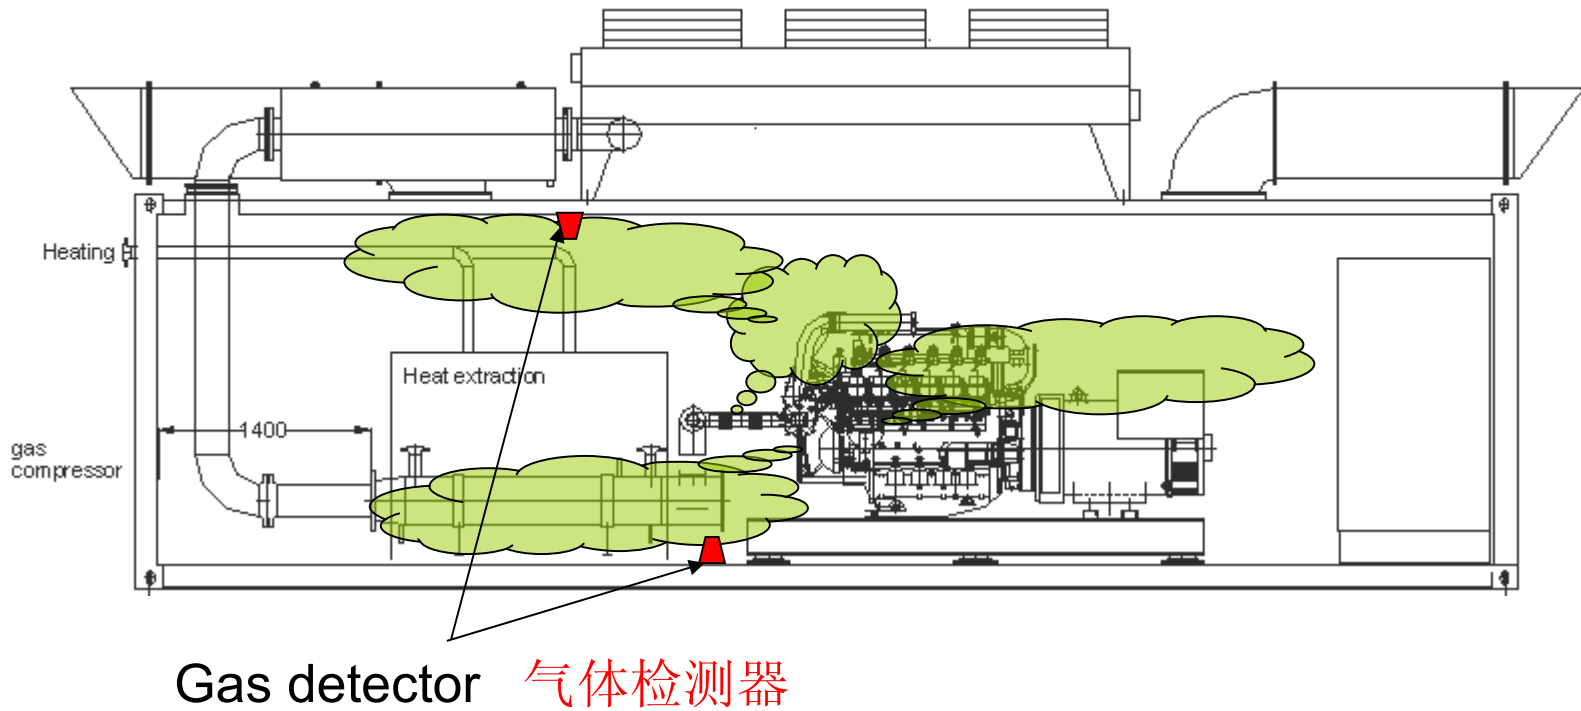 Heating
Heat extraction
1400
gas
compressor
Gas detector 气体检测器